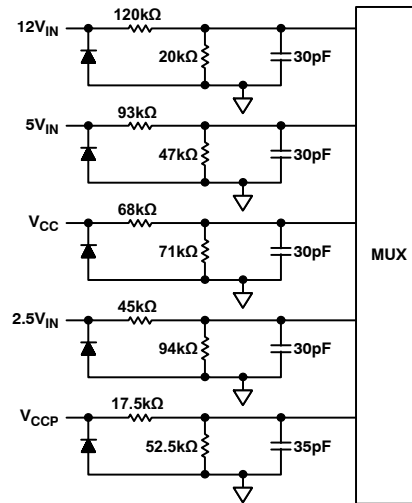 120kΩ
12V_IN
20kΩ 30pF
93kΩ
5V_IN
47kΩ 30pF
68kΩ
V_CC
71kΩ 30pF
MUX
45kΩ
2.5V_IN
94kΩ 30pF
17.5kΩ
V_CCP
52.5kΩ 35pF